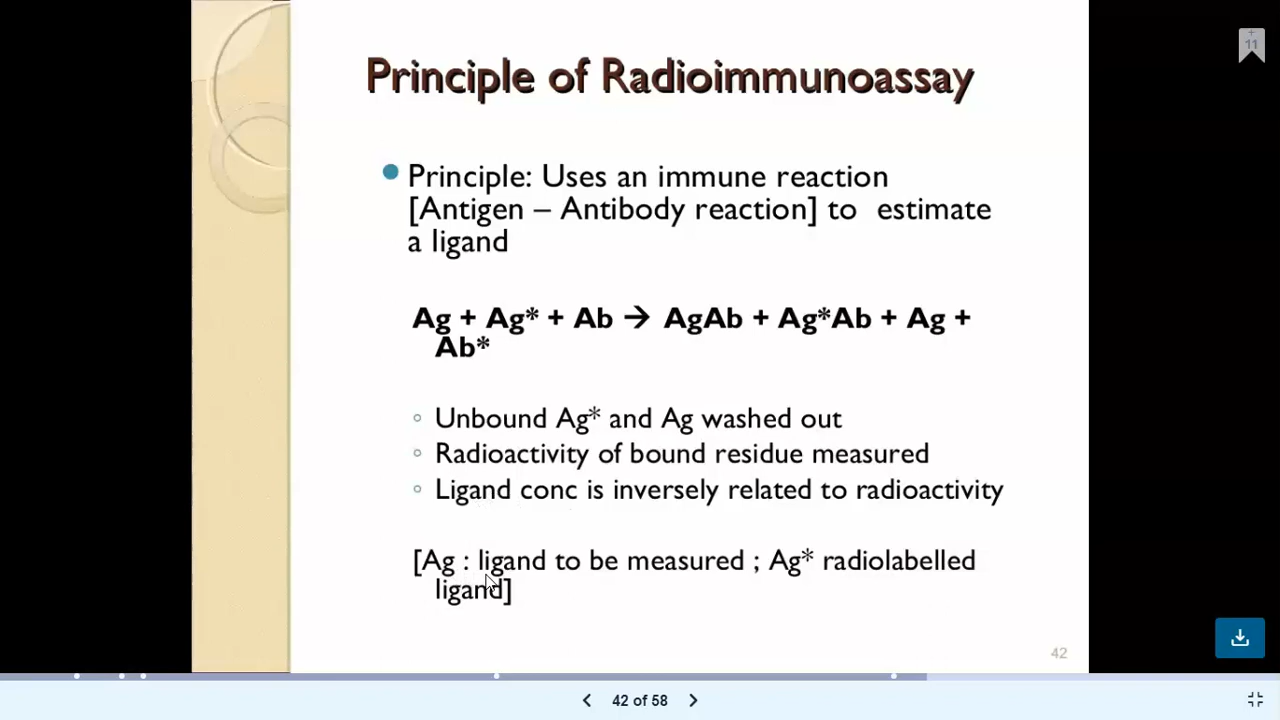 Principle of Radioimmunoassay
Principle: Uses an immune reaction
[Antigen – Antibody reaction] to estimate
a ligand
Ag + Ag* + Ab → AgAb + Ag*Ab + Ag +
Ab*
Unbound Ag* and Ag washed out
Radioactivity of bound residue measured
Ligand conc is inversely related to radioactivity
[Ag : ligand to be measured ; Ag* radiolabelled
ligand]
42
42 of 58
11